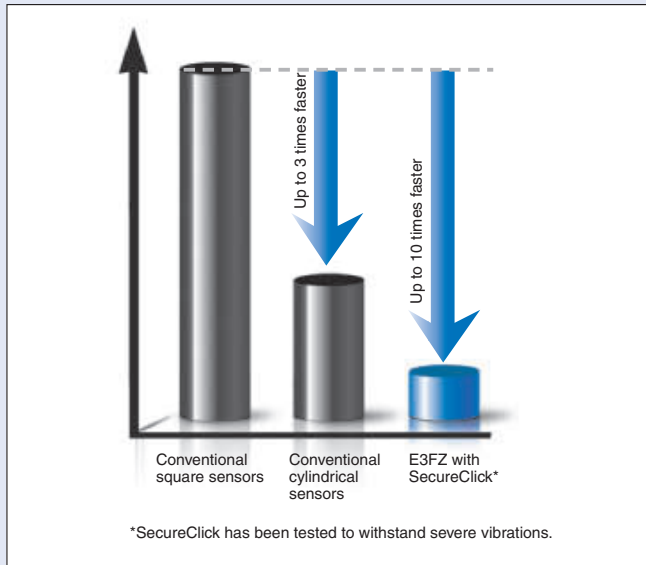 Up to 3 times faster
Up to 10 times faster
Conventional
square sensors
Conventional
cylindrical
sensors
E3FZ with
SecureClick*
*SecureClick has been tested to withstand severe vibrations.